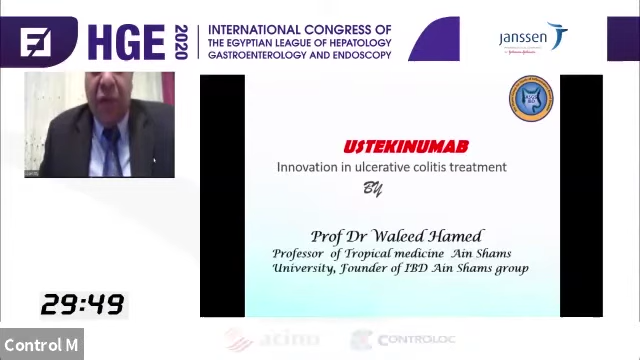 HGE
2020
INTERNATIONAL CONGRESS OF
THE EGYPTIAN LEAGUE OF HEPATOLOGY
GASTROENTEROLOGY AND ENDOSCOPY
janssen
USTEKINUMAB
Innovation in ulcerative colitis treatment
BY
Prof Dr Waleed Hamed
Professor of Tropical medicine Ain Shams
University, Founder of IBD Ain Shams group
29:49
Control M
CONTROLOC